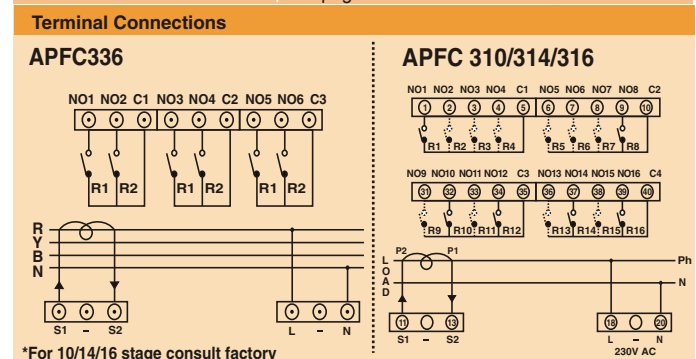 Terminal Connections
APFC336
NO1 NO2 C1 NO3 NO4 C2 NO5 NO6 C3
R1 R2 R1 R2 R1 R2
R
Y
B
N
S1 – S2 L – N
*For 10/14/16 stage consult factory
APFC 310/314/316
NO1 NO2 NO3 NO4 C1 NO5 NO6 NO7 NO8 C2
1 2 3 4 5 6 7 8 9 10
R1 R2 R3 R4 R5 R6 R7 R8
NO9 NO10 NO11 NO12 C3 NO13 NO14 NO15 NO16 C4
31 32 33 34 35 36 37 38 39 40
R9 R10 R11 R12 R13 R14 R15 R16
P2 P1
LOAD
Ph
N
11 13 18 20
S1 – S2 L – N
230V AC